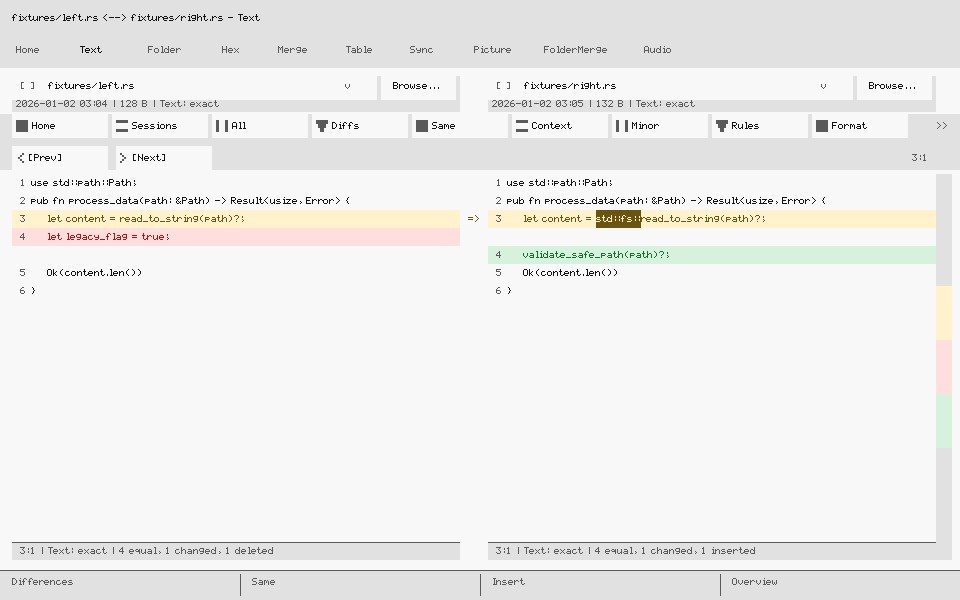 fixtures/left.rs <--> fixtures/right.rs - Text
Home Text Folder Hex Merge Table Sync Picture FolderMerge Audio
[ ] fixtures/left.rs v Browse... [ ] fixtures/right.rs v Browse...
2026-01-02 03:04 | 128 B | Text: exact 2026-01-02 03:05 | 132 B | Text: exact
Home Sessions All Diffs Same Context Minor Rules Format >>
[Prev] [Next] 3:1
1 use std::path::Path; 1 use std::path::Path;
2 pub fn process_data(path: &Path) -> Result<usize, Error> { 2 pub fn process_data(path: &Path) -> Result<usize, Error> {
3 let content = read_to_string(path)?; => 3 let content = std::fs::read_to_string(path)?;
4 let legacy_flag = true;
4 validate_safe_path(path)?;
5 Ok(content.len()) 5 Ok(content.len())
6 } 6 }
3:1 | Text: exact | 4 equal, 1 changed, 1 deleted 3:1 | Text: exact | 4 equal, 1 changed, 1 inserted
Differences Same Insert Overview